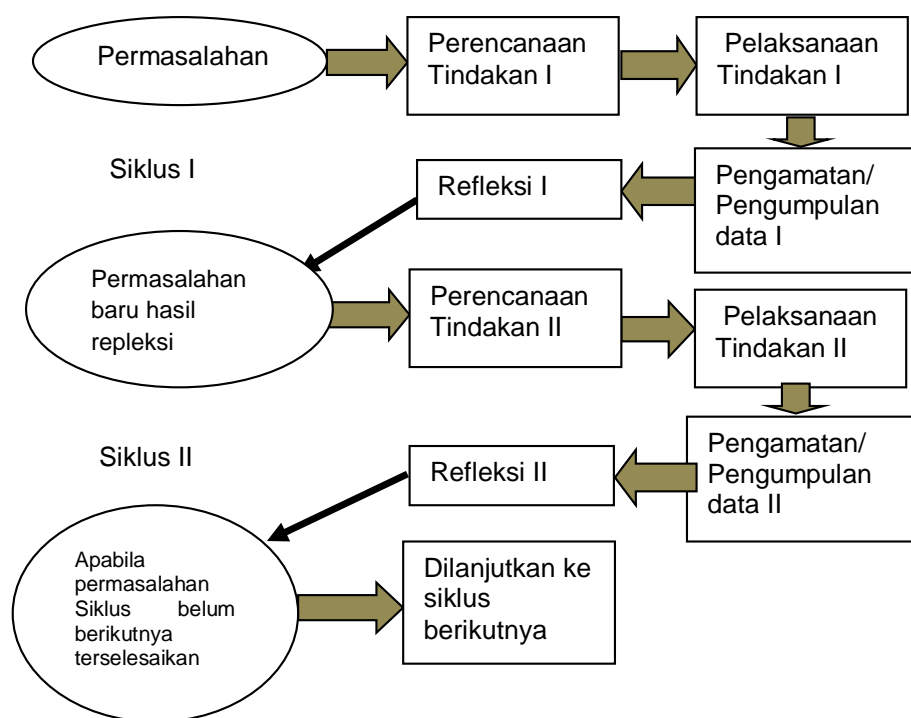 Permasalahan
Perencanaan
Tindakan I
Pelaksanaan
Tindakan I
Siklus I
Refleksi I
Pengamatan/
Pengumpulan
data I
Permasalahan
baru hasil
repleksi
Perencanaan
Tindakan II
Pelaksanaan
Tindakan II
Siklus II
Refleksi II
Pengamatan/
Pengumpulan
data II
Apabila
permasalahan
Siklus belum
berikutnya
terselesaikan
Dilanjutkan ke
siklus
berikutnya